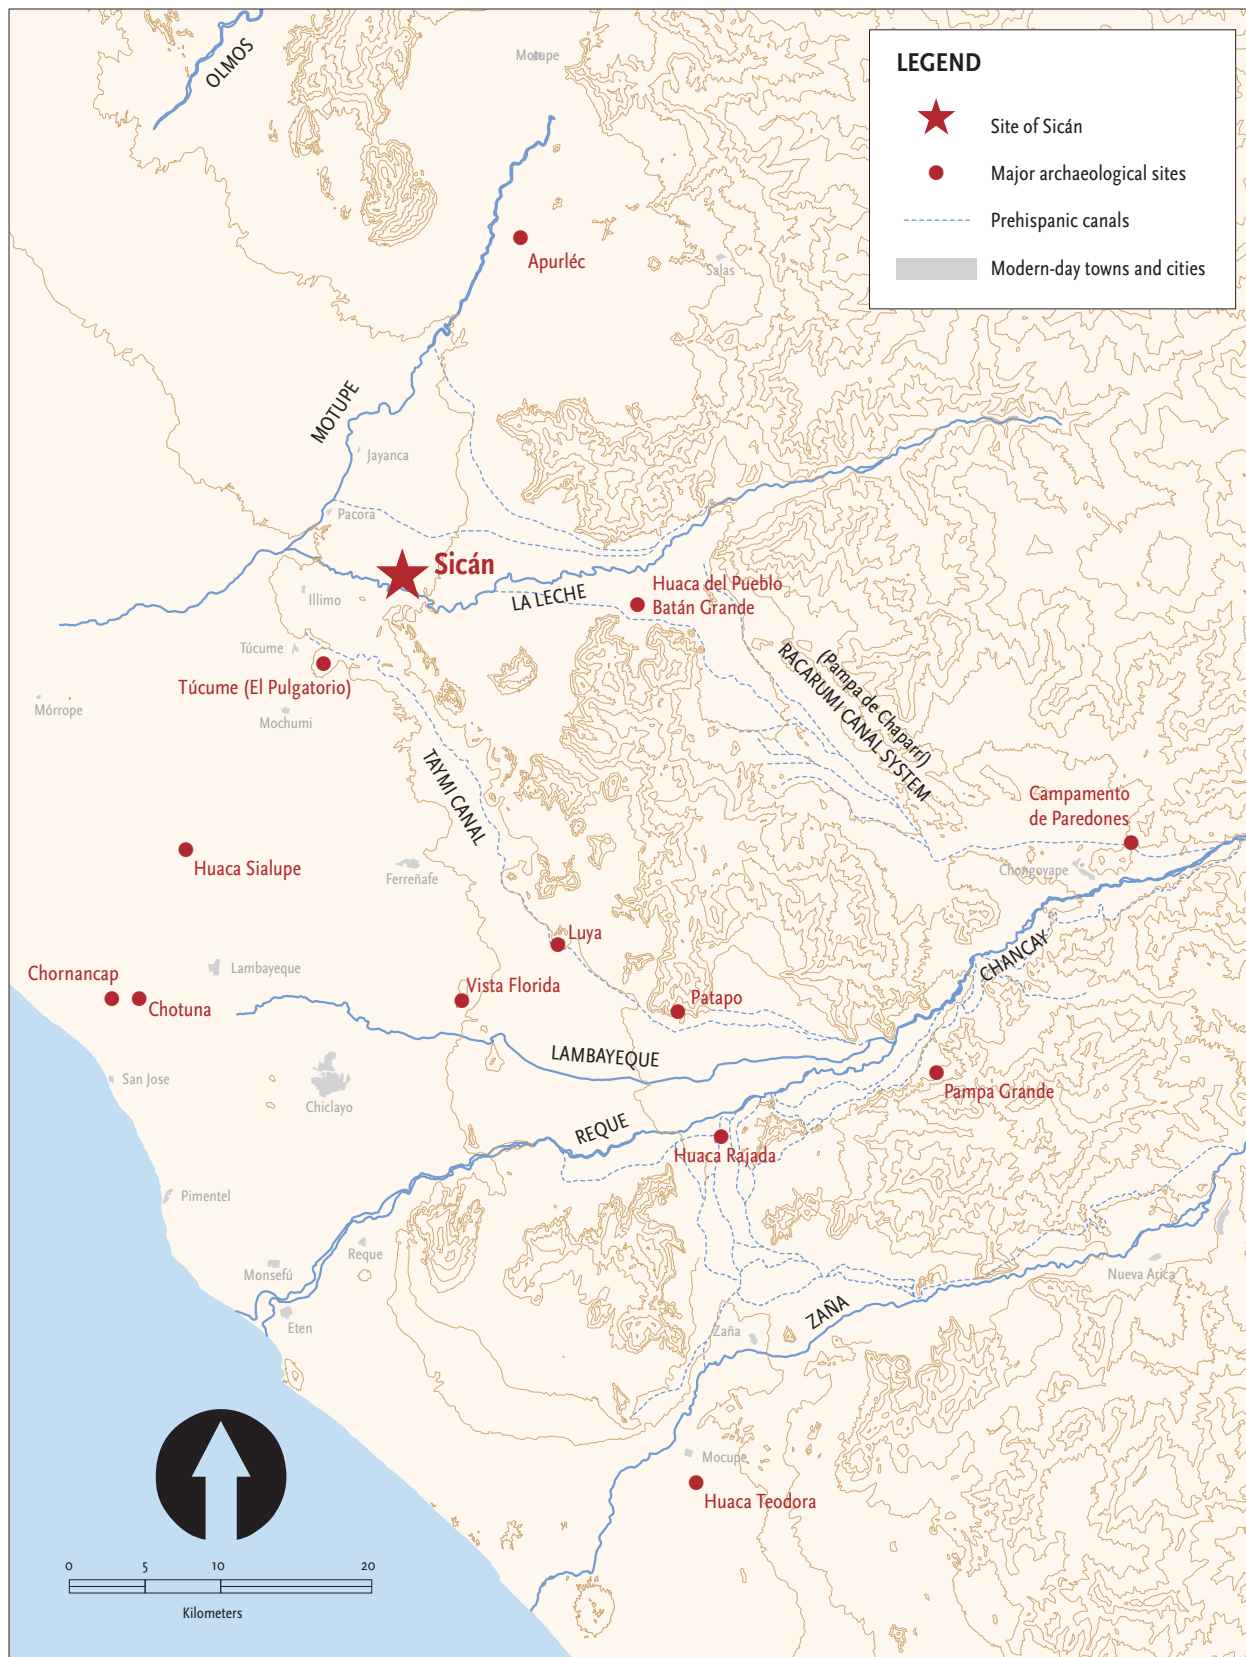 OLMOS
Motupe
LEGEND
Site of Sicán
Major archaeological sites
Prehispanic canals
Modern-day towns and cities
Apurléc
Salas
MOTUPE
Jayanca
Pacora
Sicán
LA LECHE
Huaca del Pueblo
Batán Grande
Illimo
Túcume
Túcume (El Pulgatorio)
Mórrope
Mochumi
(Pampa de Chaparrí)
RACARUMI CANAL SYSTEM
TAYMI CANAL
Campamento
de Paredones
Chongoyape
Huaca Sialupe
Ferreñafe
Luya
CHANCAY
Lambayeque
Chornancap
Chotuna
Vista Florida
Patapo
LAMBAYEQUE
San Jose
Chiclayo
Pampa Grande
REQUE
Huaca Rajada
Pimentel
Reque
Monsefú
Nueva Arica
Eten
Zaña
ZAÑA
Mocupe
Huaca Teodora
0 5 10 20
Kilometers